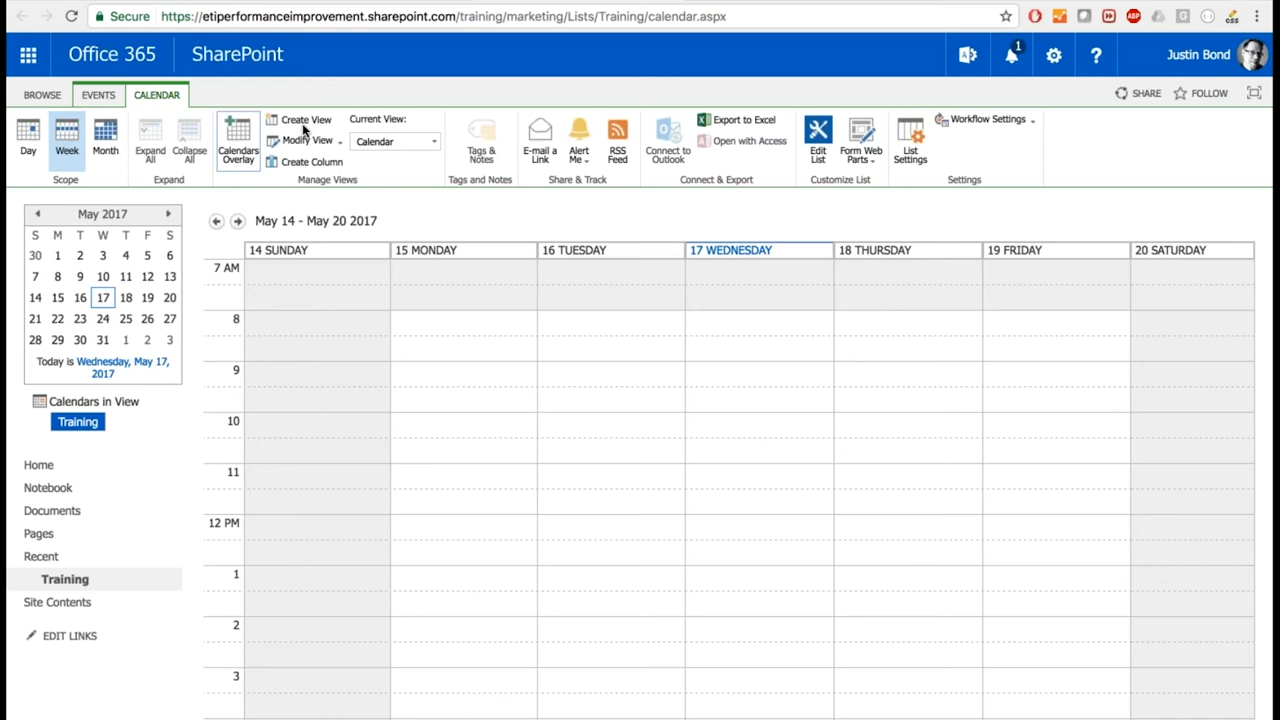 Secure https://etiperformanceimprovement.sharepoint.com/training/marketing/Lists/Training/calendar.aspx
ABP
css
Office 365 SharePoint
1
?
Justin Bond
BROWSE EVENTS CALENDAR
SHARE FOLLOW
Day
Week
Month
Scope
Expand All
Collapse All
Expand
Calendars Overlay
Create View
Modify View
Create Column
Current View:
Calendar
Manage Views
Tags & Notes
Tags and Notes
E-mail a Link
Alert Me
RSS Feed
Share & Track
Connect to Outlook
Export to Excel
Open with Access
Connect & Export
Edit List
Form Web Parts
Customize List
List Settings
Workflow Settings
Settings
May 2017
S M T W T F S
30 1 2 3 4 5 6
7 8 9 10 11 12 13
14 15 16 17 18 19 20
21 22 23 24 25 26 27
28 29 30 31 1 2 3
Today is Wednesday, May 17,
2017
Calendars in View
Training
Home
Notebook
Documents
Pages
Recent
Training
Site Contents
EDIT LINKS
May 14 - May 20 2017
14 SUNDAY 15 MONDAY 16 TUESDAY 17 WEDNESDAY 18 THURSDAY 19 FRIDAY 20 SATURDAY
7 AM
8
9
10
11
12 PM
1
2
3